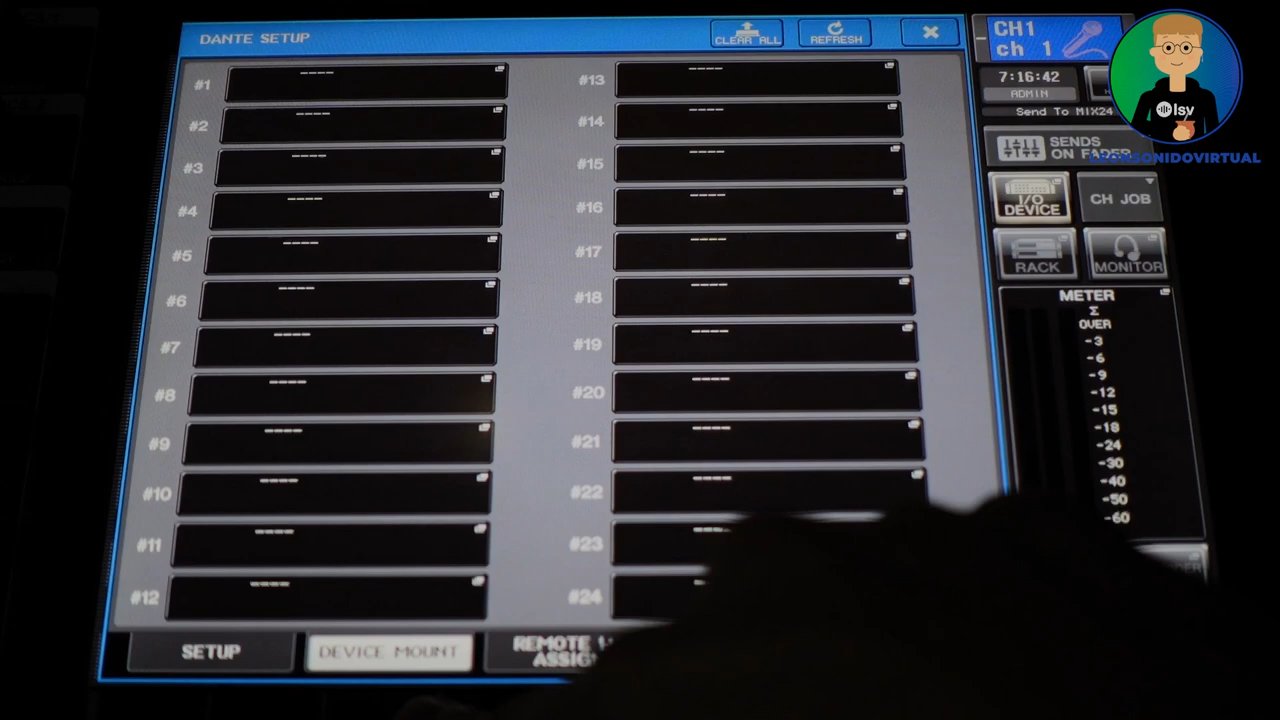 DANTE SETUP
CLEAR ALL
REFRESH
CH1
ch 1
7:16:42
ADMIN
Send To MIX24
SENDS
ON FADER
lsv
LEONSONIDOVIRTUAL
I/O
DEVICE
CH JOB
RACK
MONITOR
METER
Σ
OVER
-3
-6
-9
-12
-15
-18
-24
-30
-40
-50
-60
#1 ----
#2 ----
#3 ----
#4 ----
#5 ----
#6 ----
#7 ----
#8 ----
#9 ----
#10 ----
#11 ----
#12 ----
#13 ----
#14 ----
#15 ----
#16 ----
#17 ----
#18 ----
#19 ----
#20 ----
#21 ----
#22 ----
#23 ----
#24
SETUP
DEVICE MOUNT
REMOTE